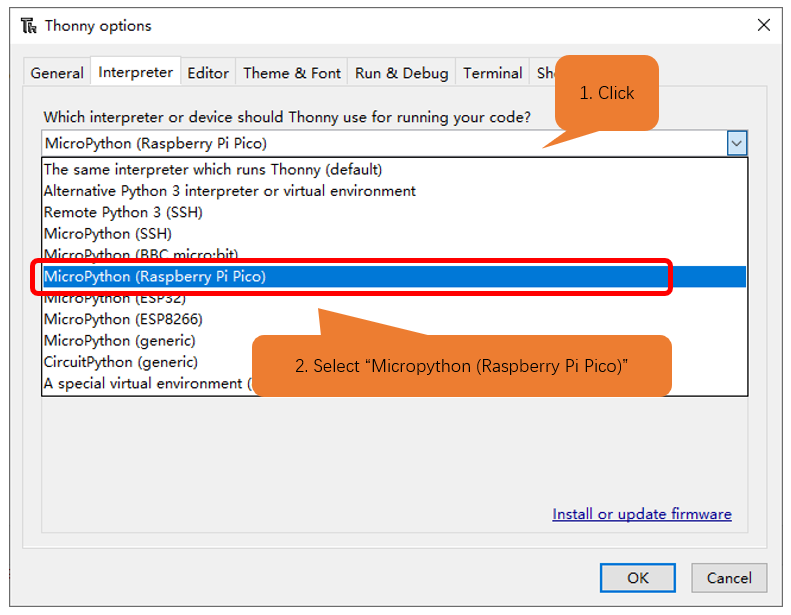 Thonny options
General Interpreter Editor Theme & Font Run & Debug Terminal
1. Click
Which interpreter or device should Thonny use for running your code?
MicroPython (Raspberry Pi Pico)
The same interpreter which runs Thonny (default)
Alternative Python 3 interpreter or virtual environment
Remote Python 3 (SSH)
MicroPython (SSH)
MicroPython (BBC micro:bit)
MicroPython (Raspberry Pi Pico)
MicroPython (ESP32)
MicroPython (ESP8266)
MicroPython (generic)
CircuitPython (generic)
A special virtual environment (
2. Select “Micropython (Raspberry Pi Pico)”
Install or update firmware
OK Cancel